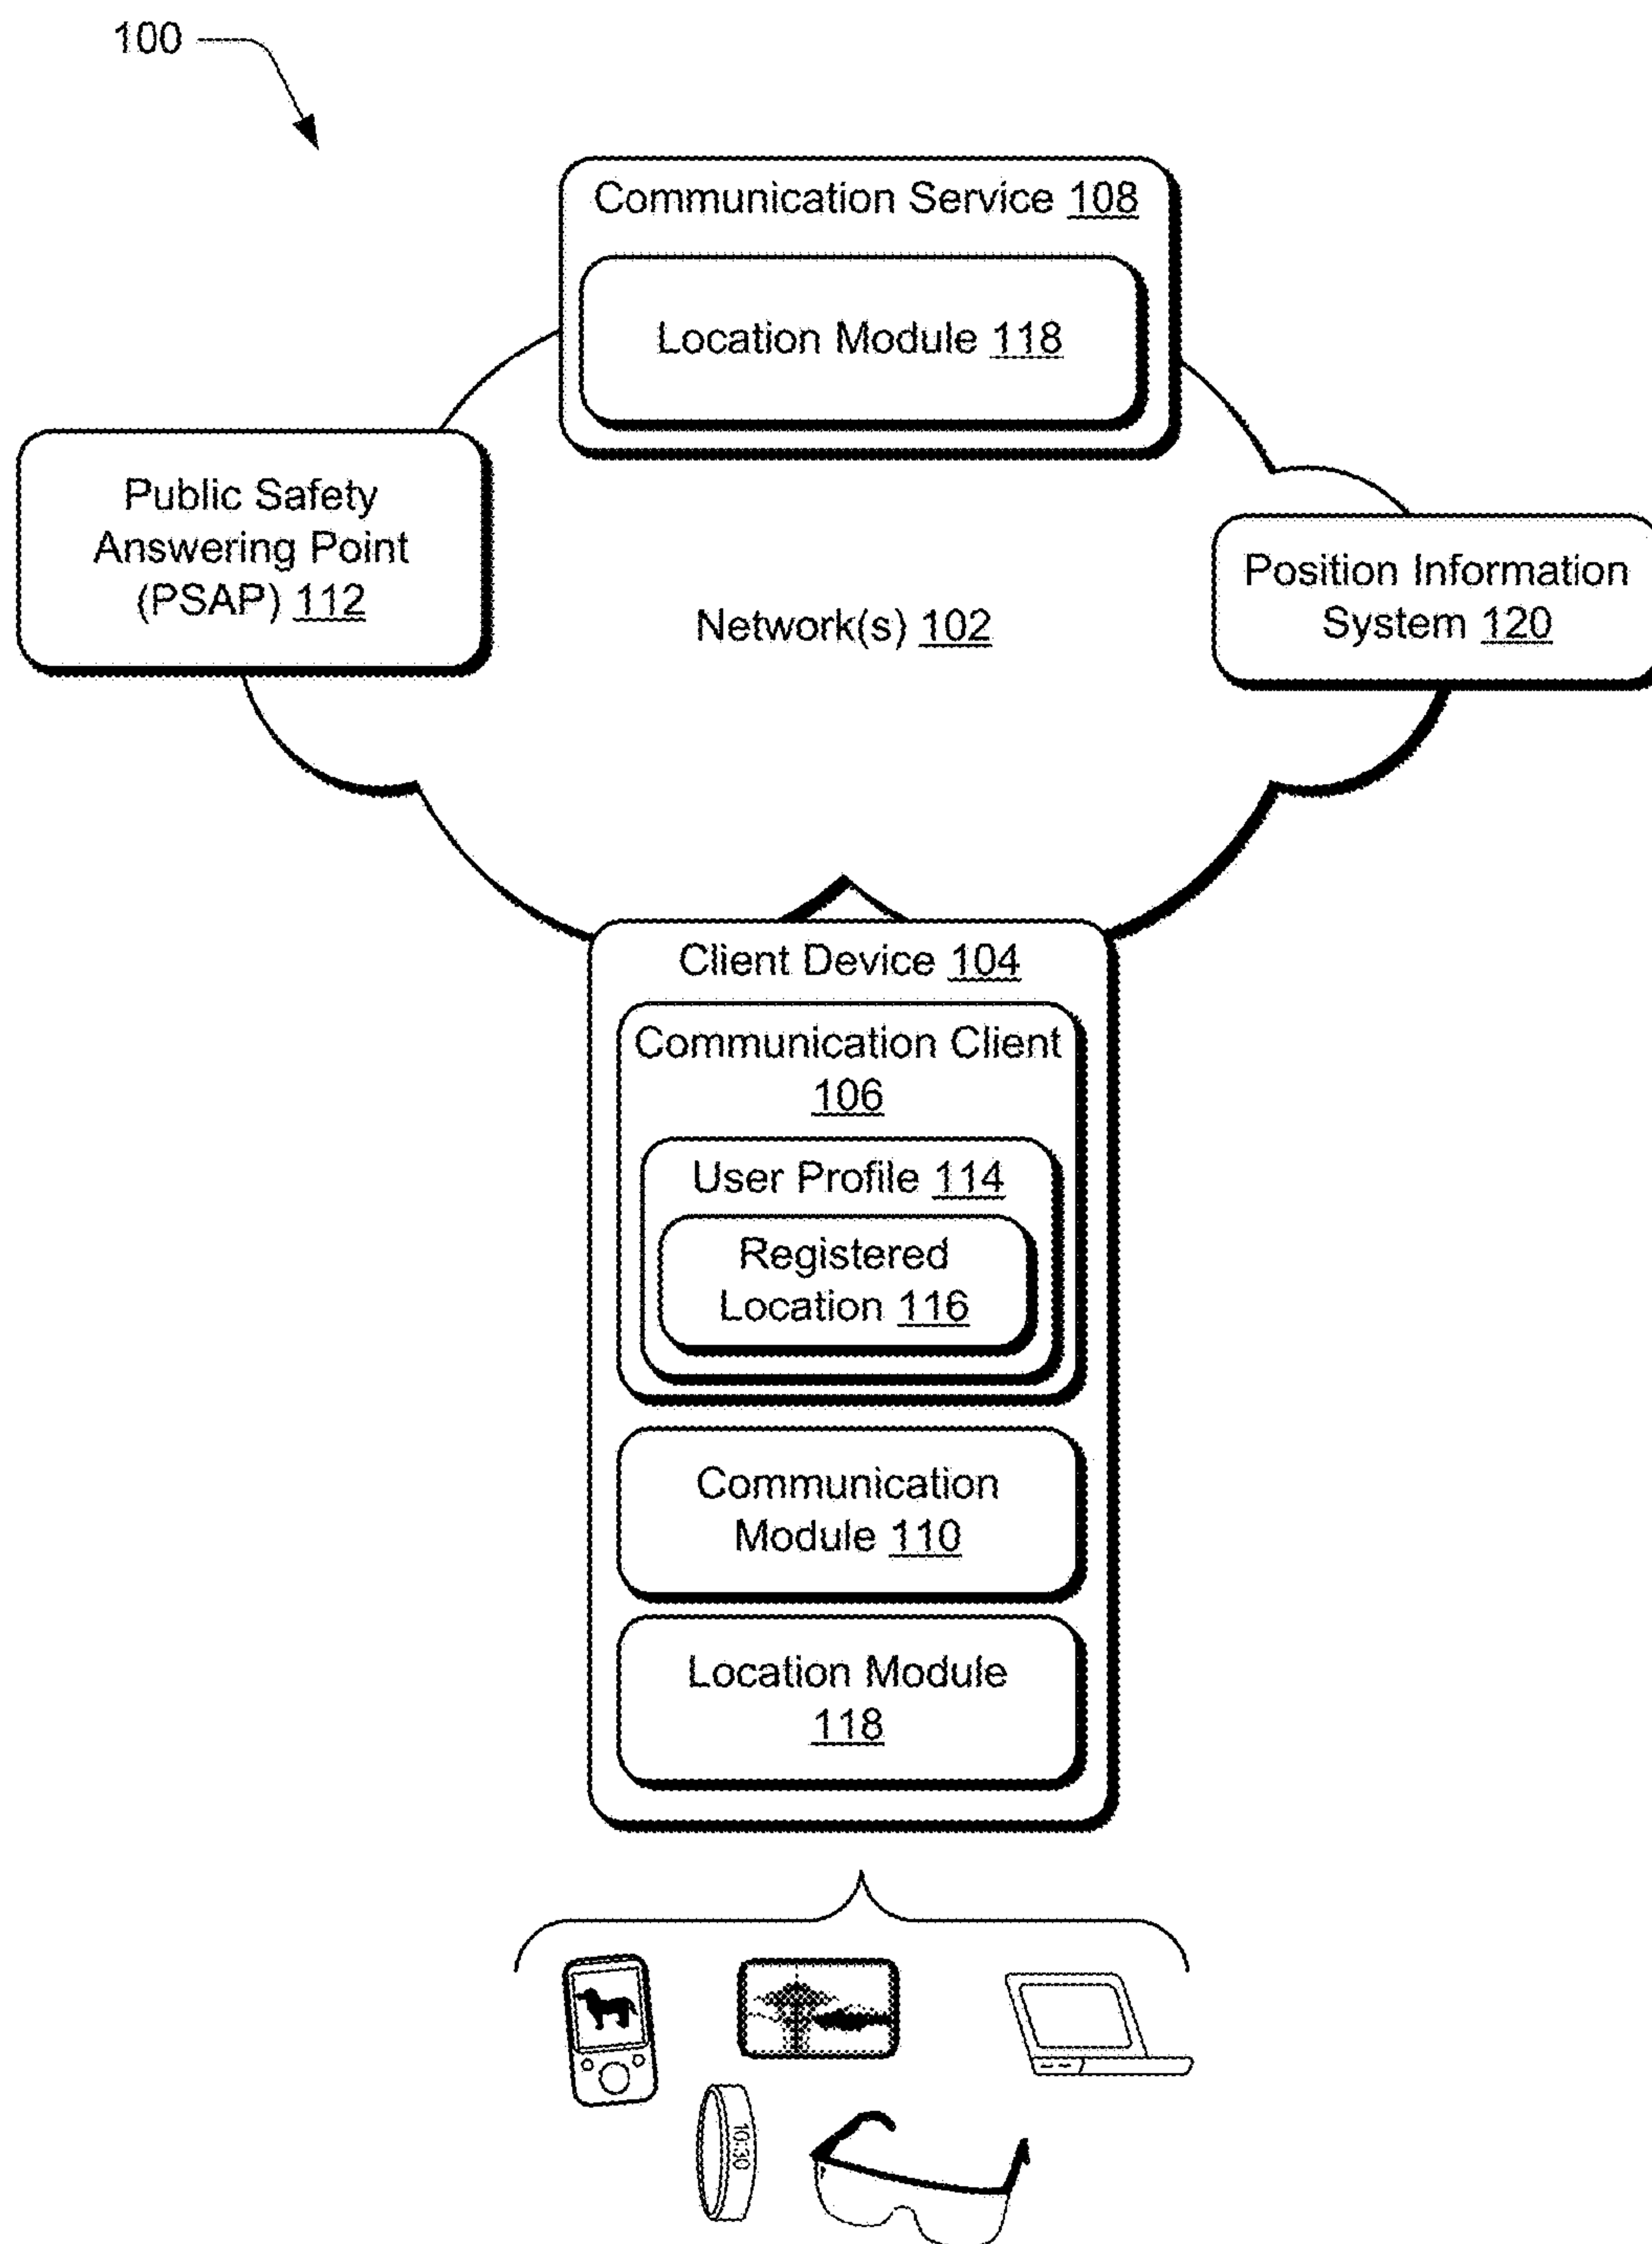 100
Communication Service 108
Location Module 118
Public Safety
Answering Point
(PSAP) 112
Network(s) 102
Position Information
System 120
Client Device 104
Communication Client
106
User Profile 114
Registered
Location 116
Communication
Module 110
Location Module
118
10:30